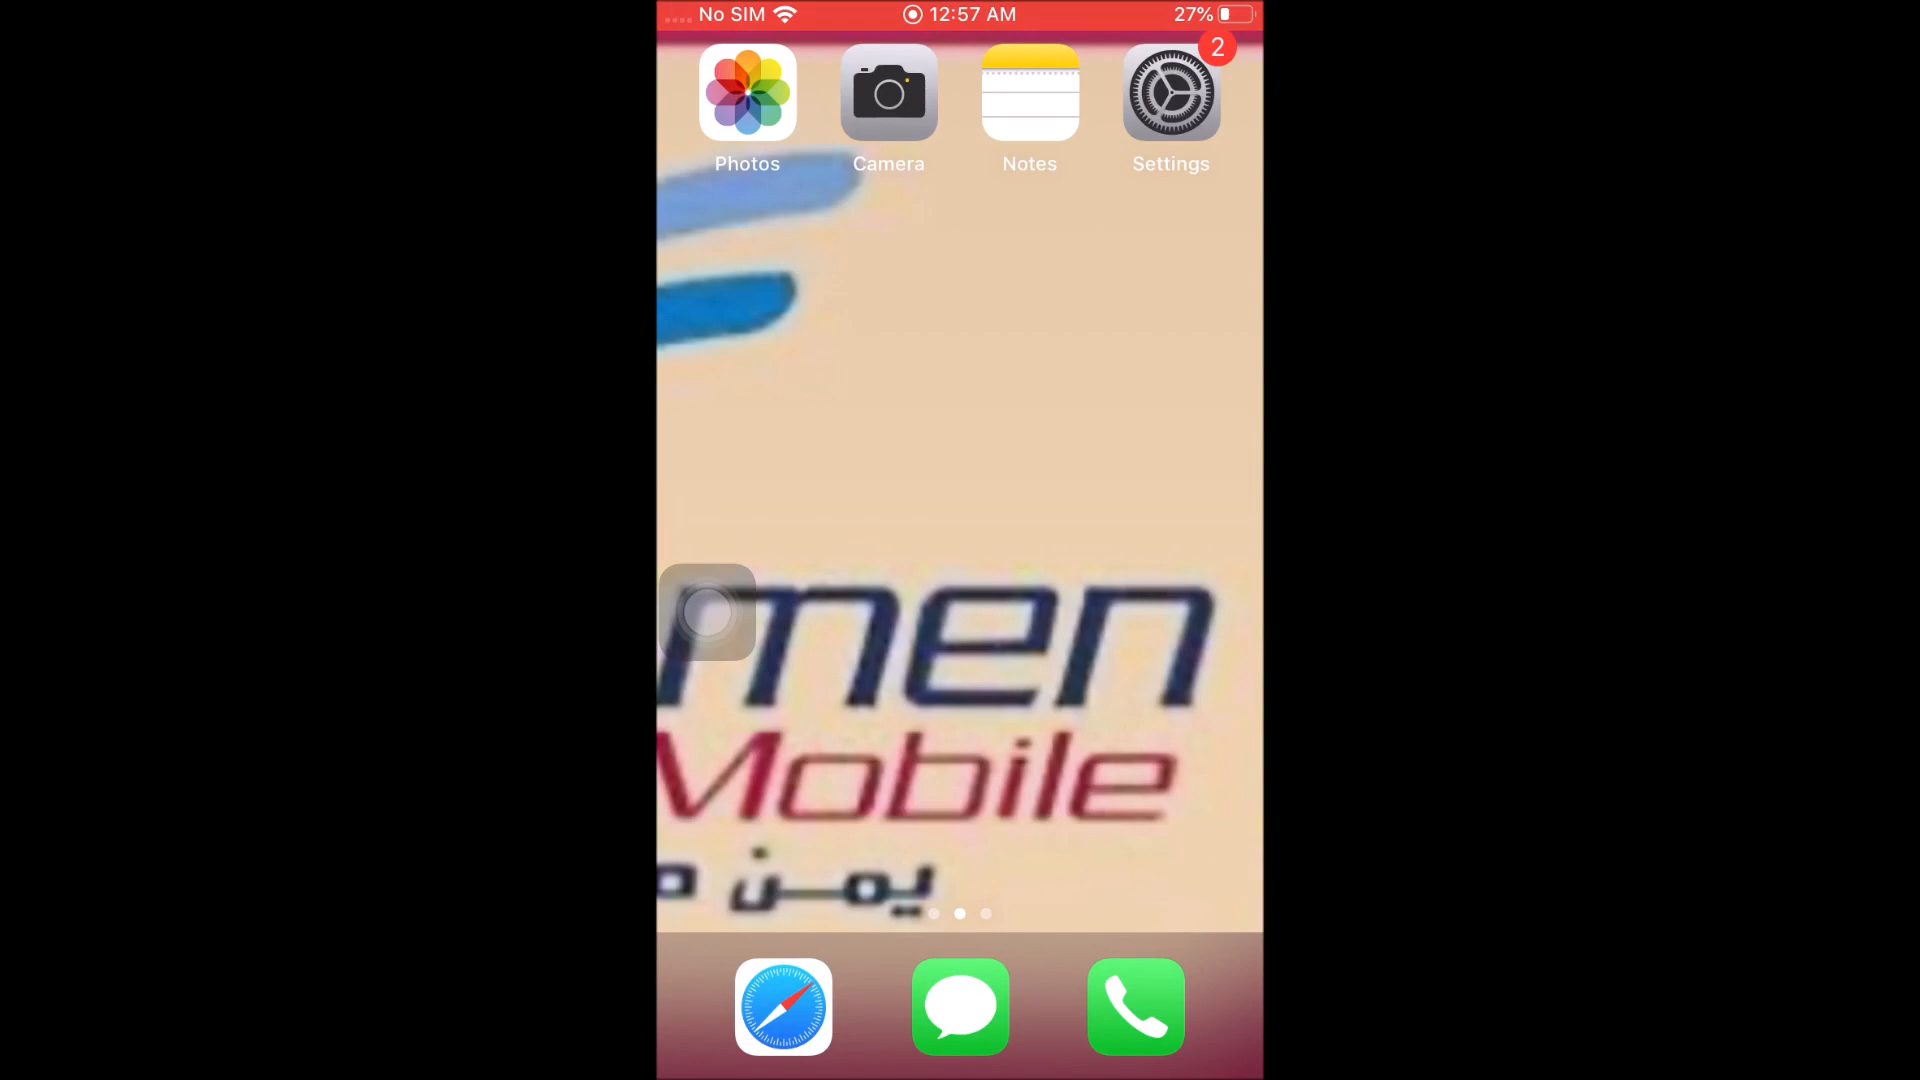 No SIM 12:57 AM 27%
2
Photos Camera Notes Settings
men
Mobile
يمن م